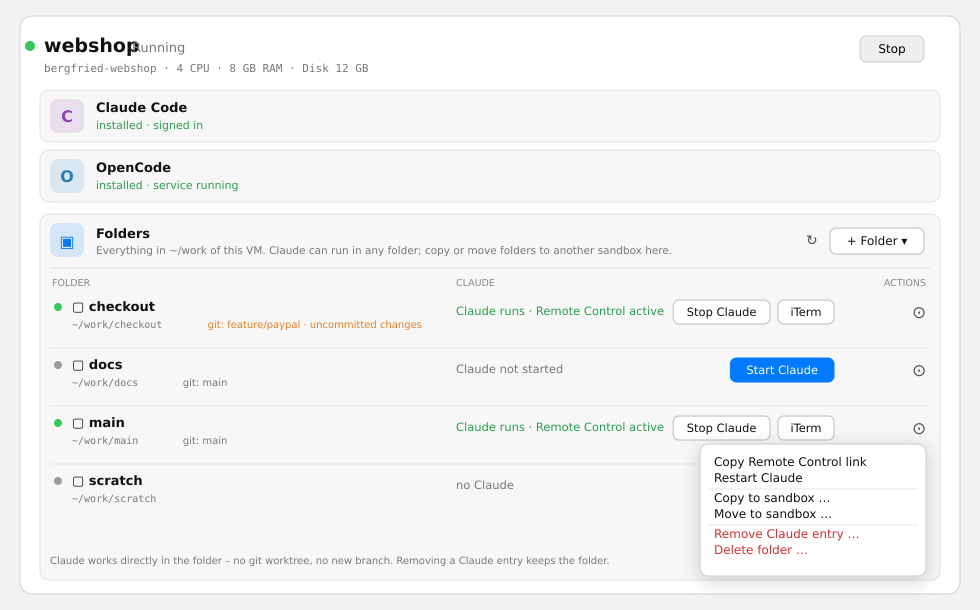 webshop Running
Stop
bergfried-webshop · 4 CPU · 8 GB RAM · Disk 12 GB
C
Claude Code
installed · signed in
O
OpenCode
installed · service running
Folders
Everything in ~/work of this VM. Claude can run in any folder; copy or move folders to another sandbox here.
↻ + Folder ▾
FOLDER CLAUDE ACTIONS
checkout
~/work/checkout git: feature/paypal · uncommitted changes
Claude runs · Remote Control active Stop Claude iTerm
docs
~/work/docs git: main
Claude not started Start Claude
main
~/work/main git: main
Claude runs · Remote Control active Stop Claude iTerm
scratch
~/work/scratch
no Claude
Copy Remote Control link
Restart Claude
Copy to sandbox …
Move to sandbox …
Remove Claude entry …
Delete folder …
Claude works directly in the folder – no git worktree, no new branch. Removing a Claude entry keeps the folder.